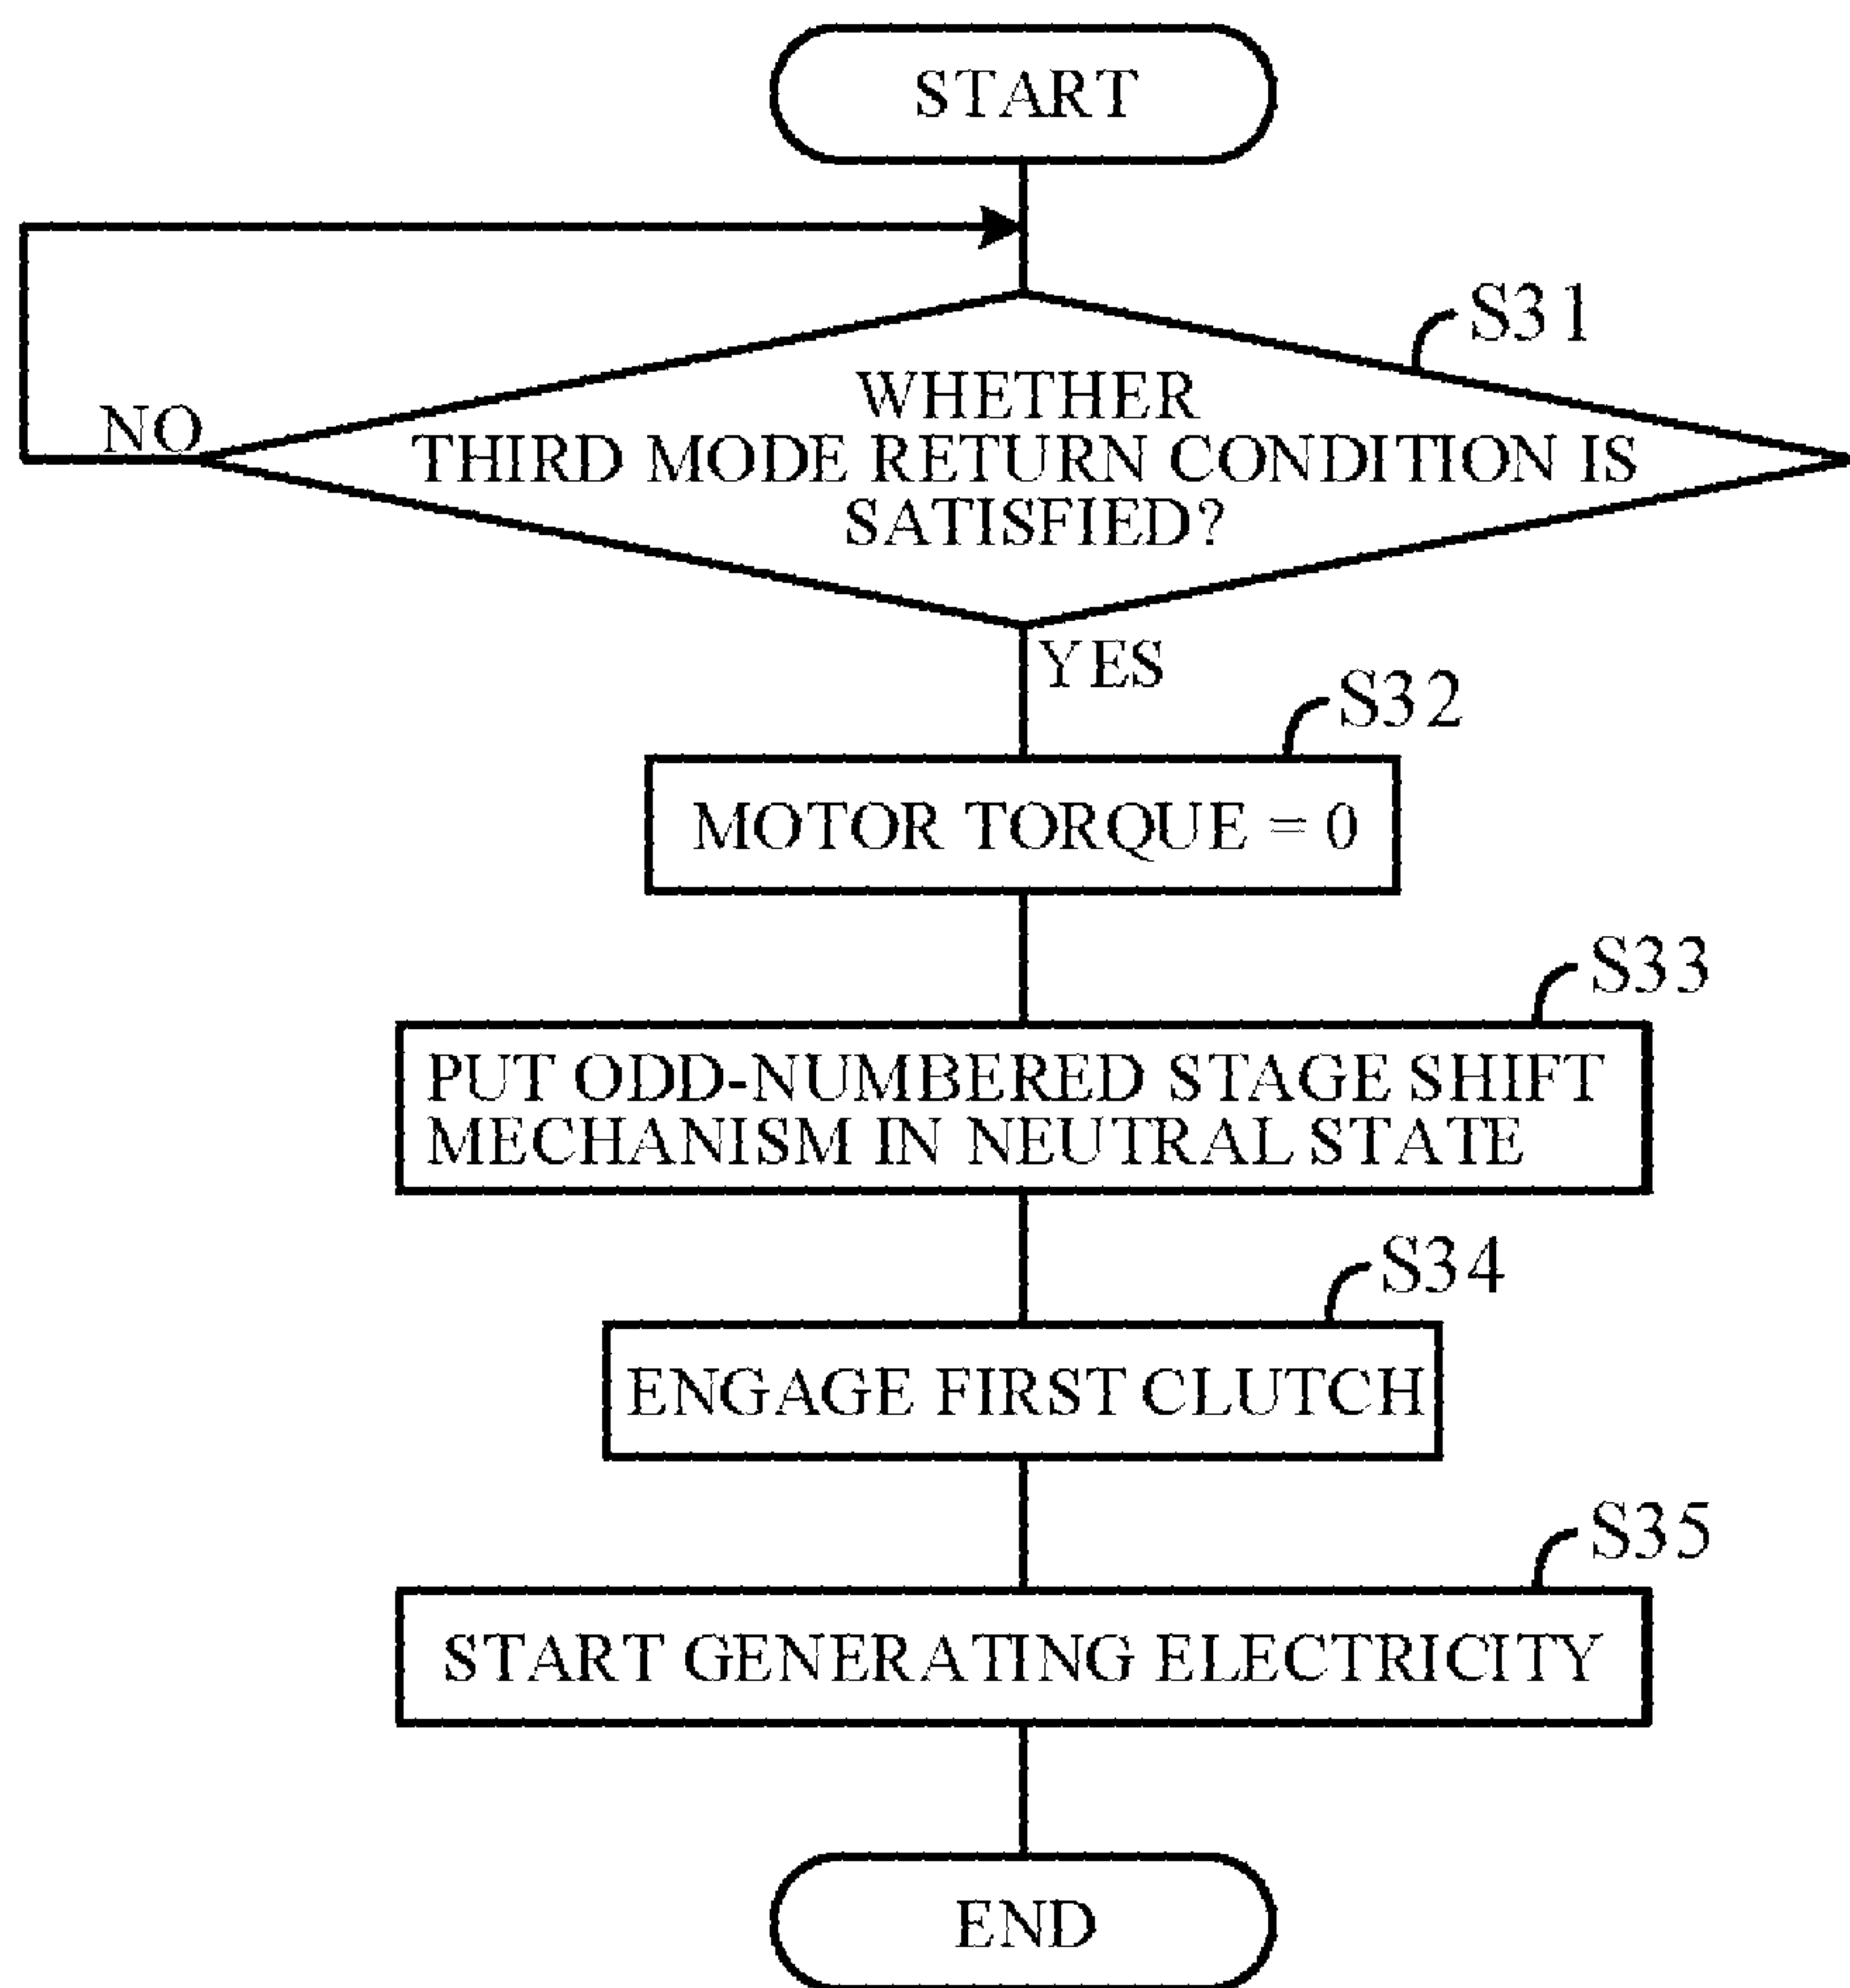 START
S31
WHETHER
THIRD MODE RETURN CONDITION IS
SATISFIED?
NO
YES
S32
MOTOR TORQUE = 0
S33
PUT ODD-NUMBERED STAGE SHIFT
MECHANISM IN NEUTRAL STATE
S34
ENGAGE FIRST CLUTCH
S35
START GENERATING ELECTRICITY
END